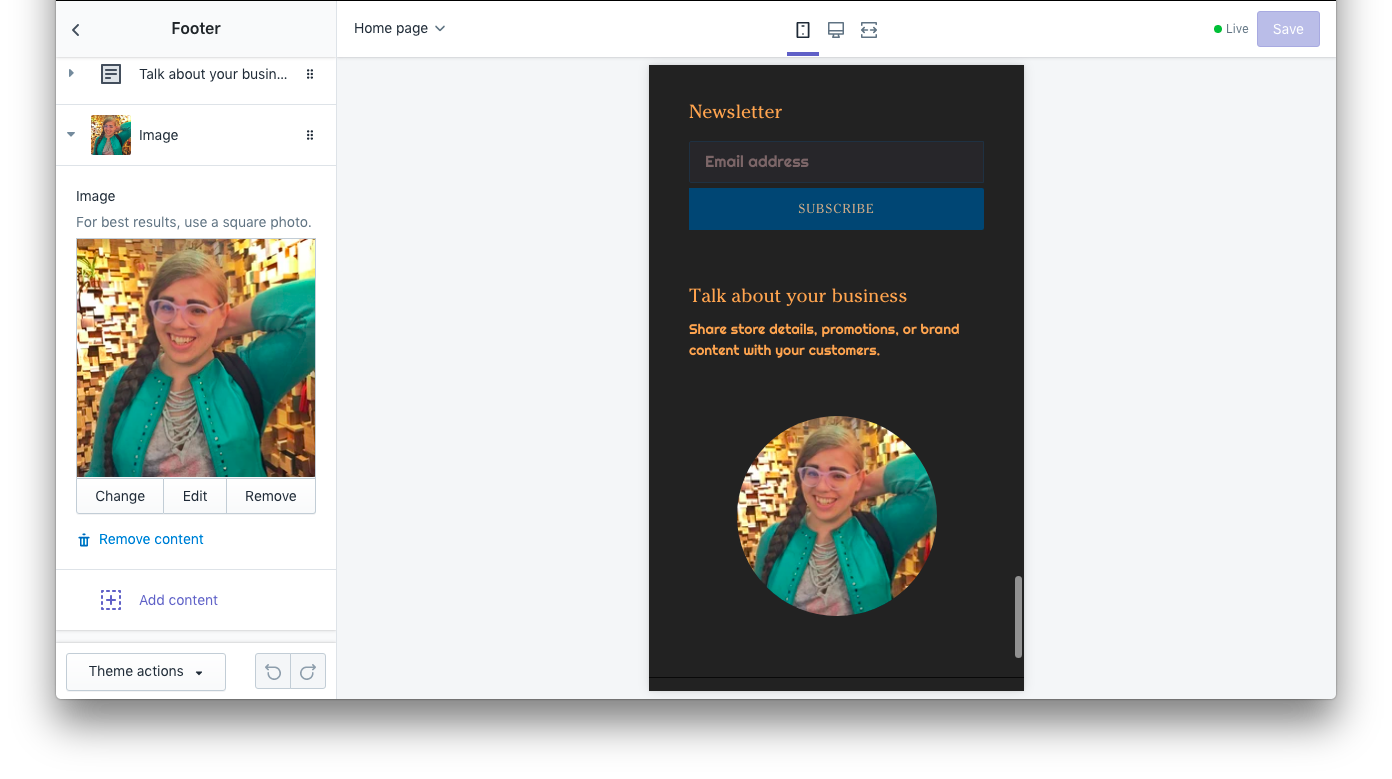 Footer
Home page
Live
Save
Talk about your busin...
Image
Image
For best results, use a square photo.
Change
Edit
Remove
Remove content
Add content
Theme actions
Newsletter
Email address
SUBSCRIBE
Talk about your business
Share store details, promotions, or brand
content with your customers.